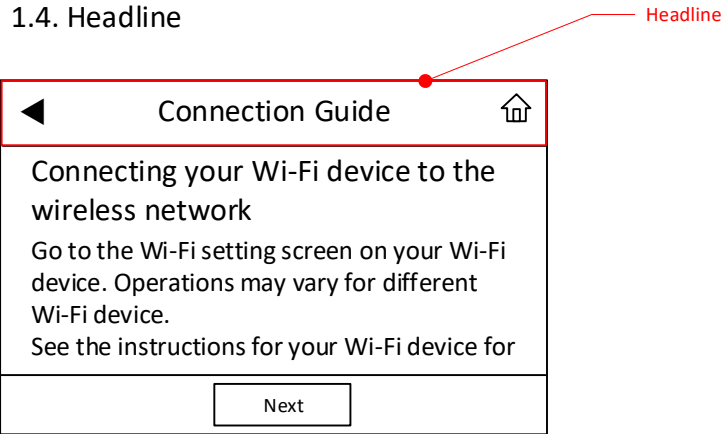 1.4. Headline
Headline
Connection Guide
Connecting your Wi-Fi device to the
wireless network
Go to the Wi-Fi setting screen on your Wi-Fi
device. Operations may vary for different
Wi-Fi device.
See the instructions for your Wi-Fi device for
Next